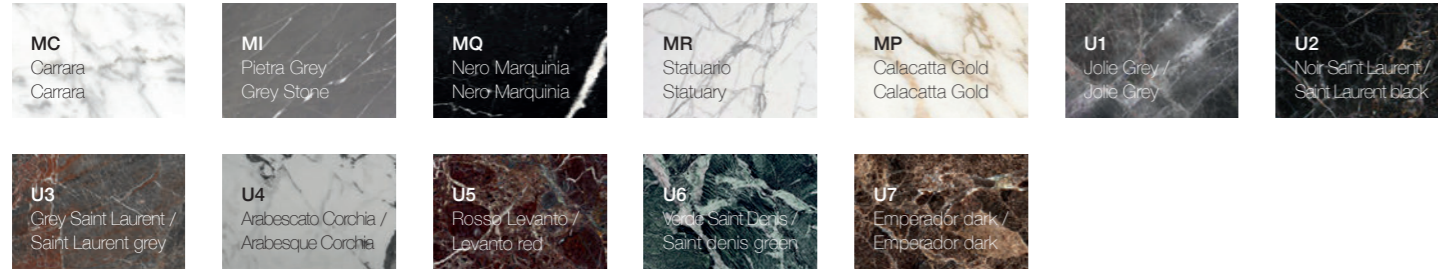 MC
Carrara
Carrara
MI
Pietra Grey
Grey Stone
MQ
Nero Marquinia
Nero Marquinia
MR
Statuario
Statuary
MP
Calacatta Gold
Calacatta Gold
U1
Jolie Grey /
Jolie Grey
U2
Noir Saint Laurent /
Saint Laurent black
U3
Grey Saint Laurent /
Saint Laurent grey
U4
Arabescato Corchia /
Arabesque Corchia
U5
Rosso Levanto /
Levanto red
U6
Verde Saint Denis /
Saint denis green
U7
Emperador dark /
Emperador dark